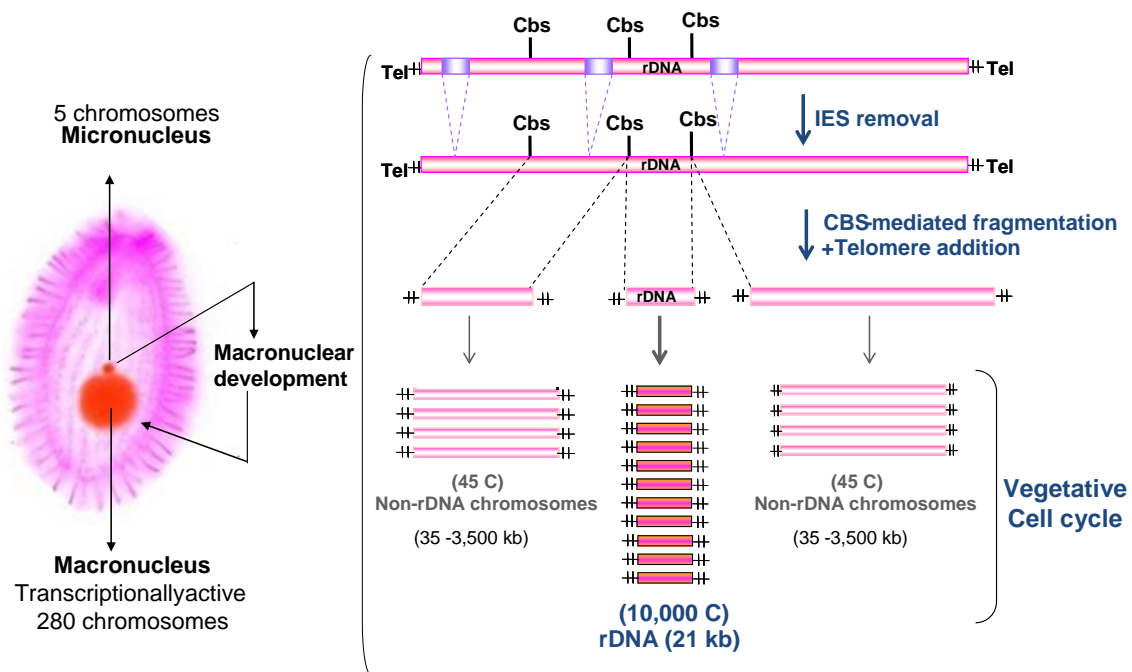 5 chromosomes
Micronucleus
Macronuclear
development
Macronucleus
Transcriptionallyactive
280 chromosomes
Cbs
Cbs
Cbs
Tel
rDNA
Tel
IES removal
Cbs
Cbs
Cbs
Tel
rDNA
Tel
CBS-mediated fragmentation
+Telomere addition
rDNA
(45 C)
Non-rDNA chromosomes
(35 -3,500 kb)
(10,000 C)
rDNA (21 kb)
(45 C)
Non-rDNA chromosomes
(35 -3,500 kb)
Vegetative
Cell cycle